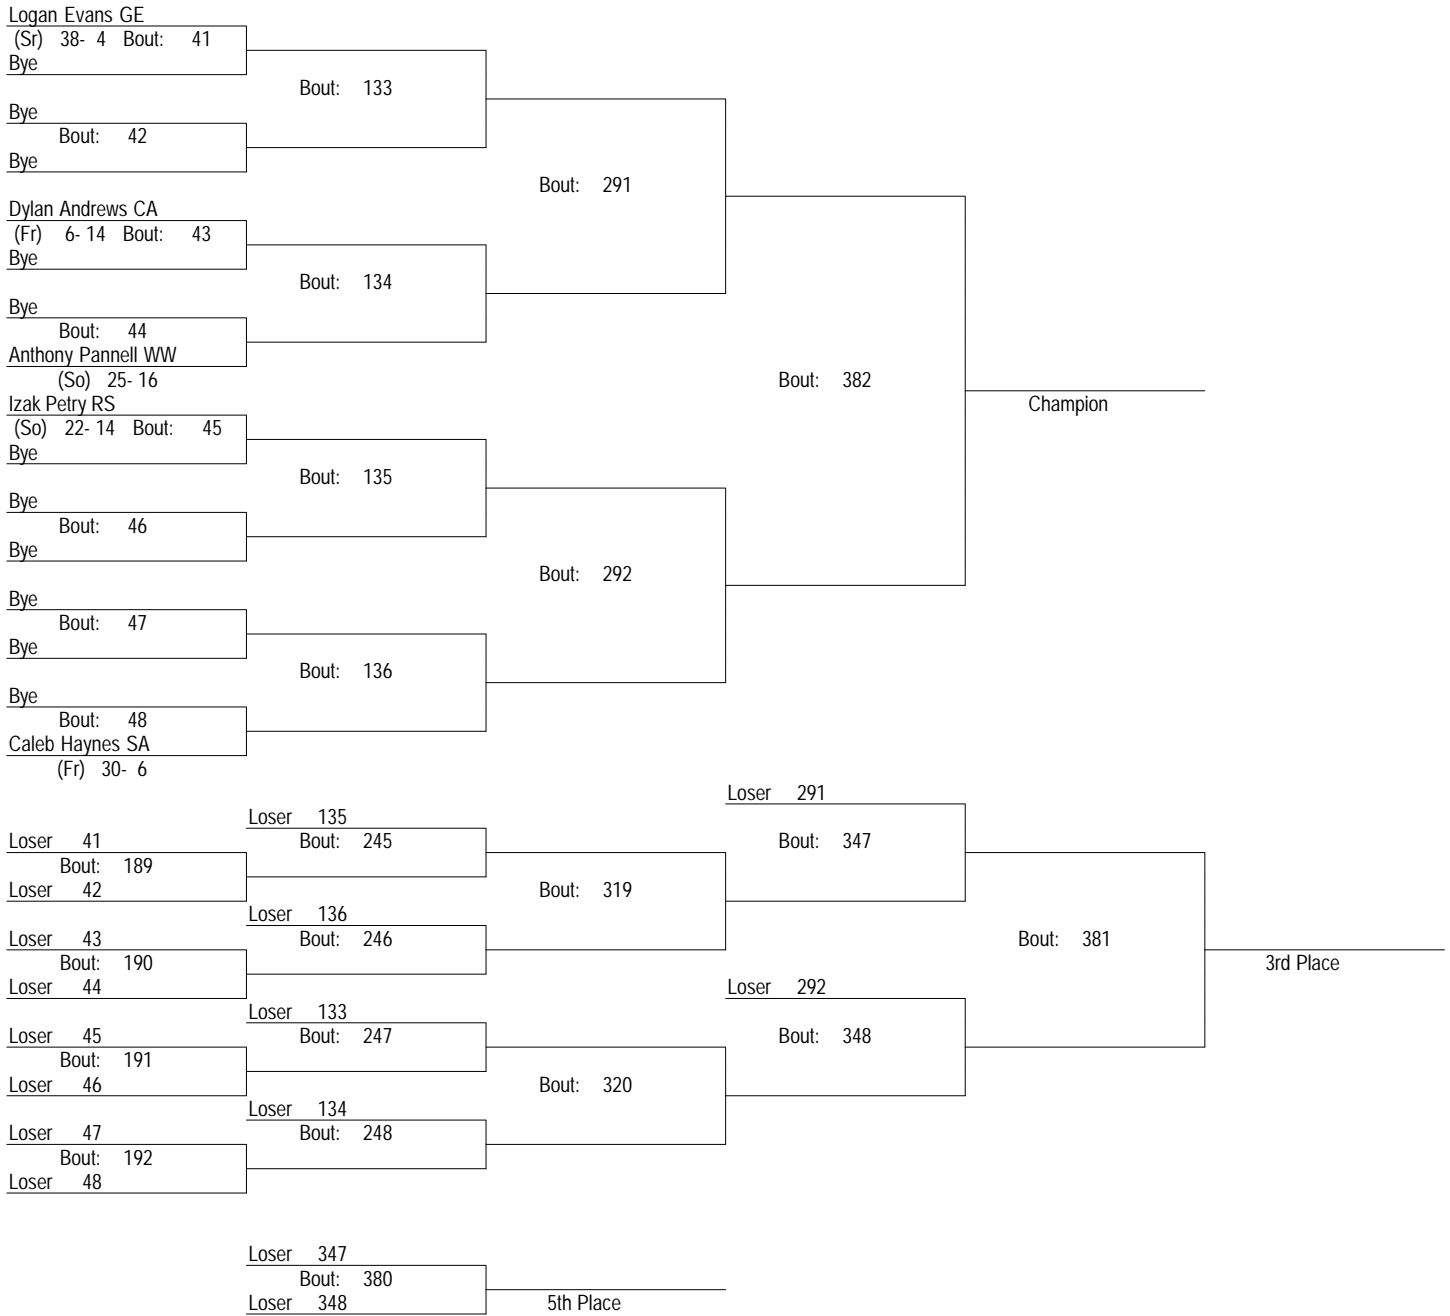 Logan Evans GE
(Sr) 38- 4 Bout: 41
Bye
Bout: 133
Bye
Bout: 42
Bye
Bout: 291
Dylan Andrews CA
(Fr) 6- 14 Bout: 43
Bye
Bout: 134
Bye
Bout: 44
Anthony Pannell WW
(So) 25- 16
Bout: 382
Champion
Izak Petry RS
(So) 22- 14 Bout: 45
Bye
Bout: 135
Bye
Bout: 46
Bye
Bout: 292
Bye
Bout: 47
Bye
Bout: 136
Bye
Bout: 48
Caleb Haynes SA
(Fr) 30- 6
Loser 291
Loser 135
Loser 41
Bout: 245
Bout: 347
Bout: 189
Loser 42
Bout: 319
Loser 136
Loser 43
Bout: 246
Bout: 381
Bout: 190
3rd Place
Loser 44
Loser 292
Loser 133
Loser 45
Bout: 247
Bout: 348
Bout: 191
Loser 46
Bout: 320
Loser 134
Loser 47
Bout: 248
Bout: 192
Loser 48
Loser 347
Bout: 380
Loser 348
5th Place